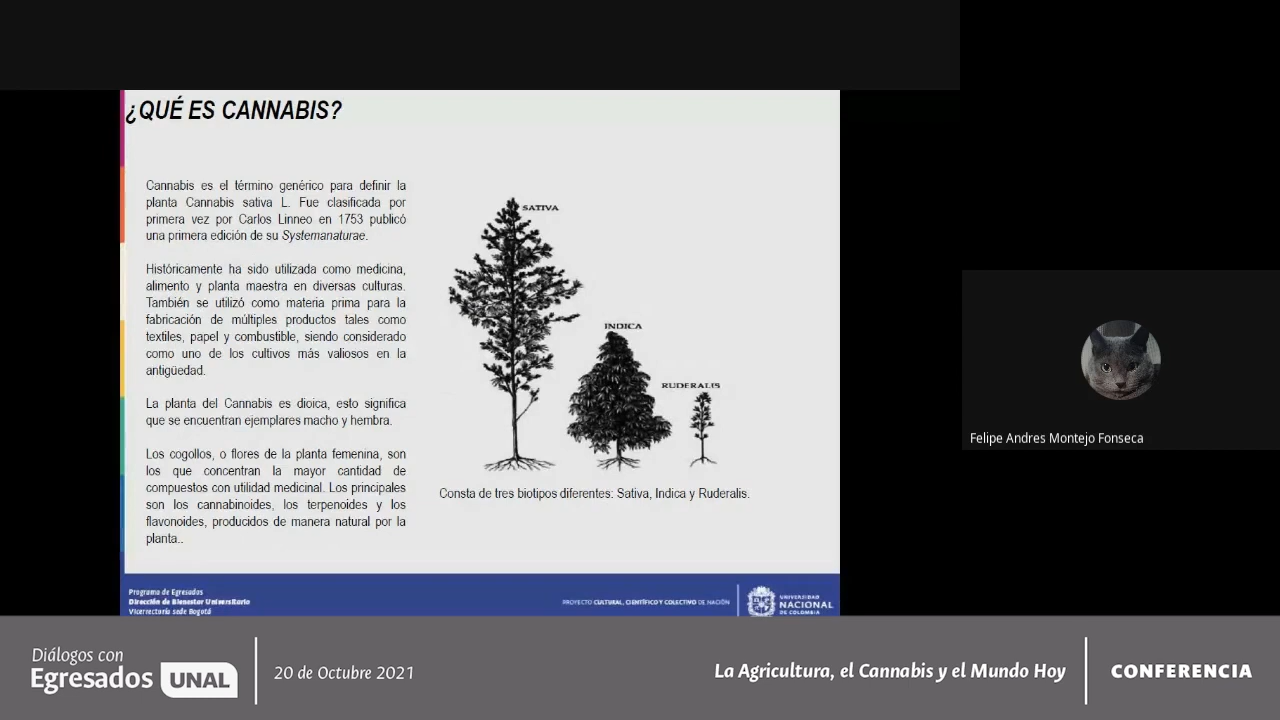 ¿QUÉ ES CANNABIS?
Cannabis es el término genérico para definir la
planta Cannabis sativa L. Fue clasificada por
primera vez por Carlos Linneo en 1753 publicó
una primera edición de su Systemanaturae.
Históricamente ha sido utilizada como medicina,
alimento y planta maestra en diversas culturas.
También se utilizó como materia prima para la
fabricación de múltiples productos tales como
textiles, papel y combustible, siendo considerado
como uno de los cultivos más valiosos en la
antigüedad.
La planta del Cannabis es dioica, esto significa
que se encuentran ejemplares macho y hembra.
Los cogollos, o flores de la planta femenina, son
los que concentran la mayor cantidad de
compuestos con utilidad medicinal. Los principales
son los cannabinoides, los terpenoides y los
flavonoides, producidos de manera natural por la
planta..
SATIVA
INDICA
RUDERALIS
Consta de tres biotipos diferentes: Sativa, Indica y Ruderalis.
Felipe Andres Montejo Fonseca
Programa de Egresados
Dirección de Bienestar Universitario
Vicerrectoría sede Bogotá
PROYECTO CULTURAL, CIENTÍFICO Y COLECTIVO DE NACIÓN
UNIVERSIDAD
NACIONAL
DE COLOMBIA
Diálogos con
Egresados UNAL
20 de Octubre 2021
La Agricultura, el Cannabis y el Mundo Hoy
CONFERENCIA